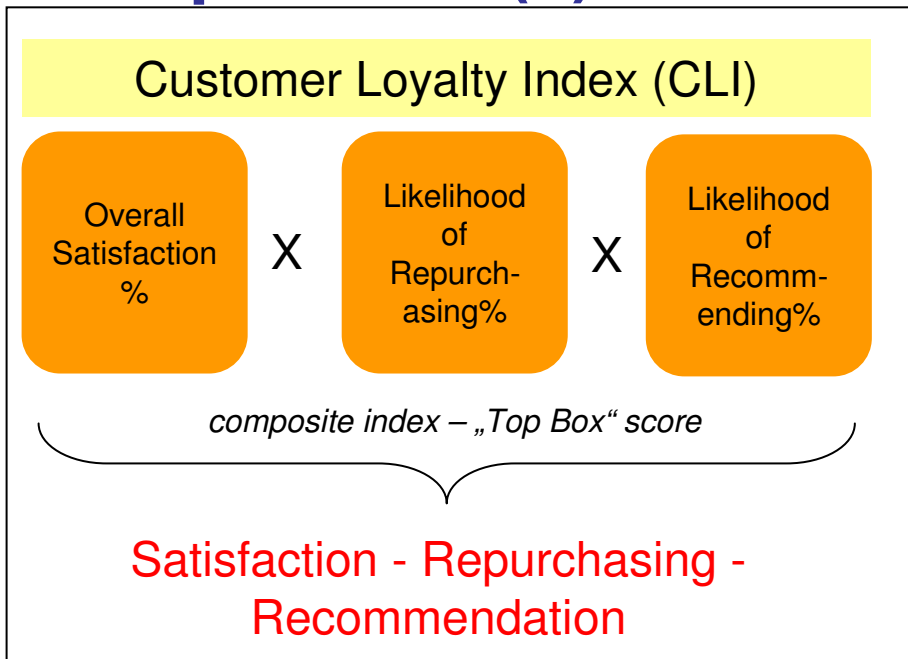 Customer Loyalty Index (CLI)
Overall
Satisfaction
%
X
Likelihood
of
Repurch-
asing%
X
Likelihood
of
Recomm-
ending%
composite index – „Top Box“ score
Satisfaction - Repurchasing -
Recommendation